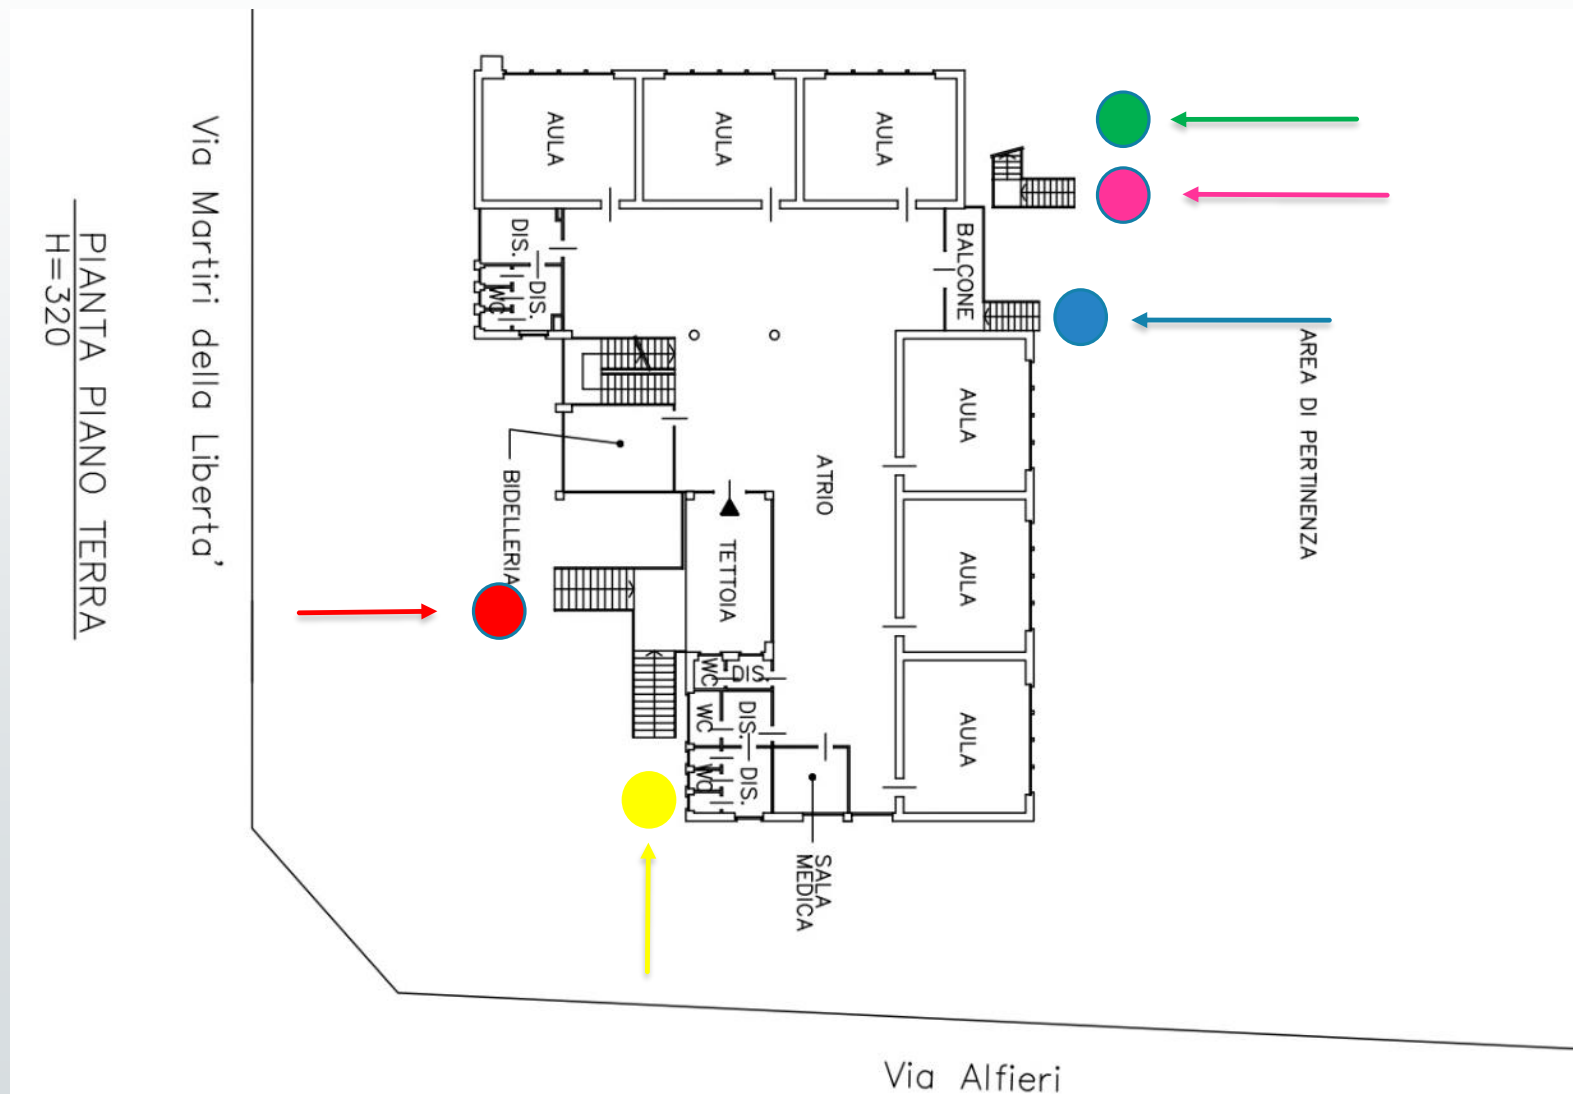 PIANTA PIANO TERRA
H=320
Via Martiri della Liberta'
AULA
AULA
AULA
DIS.
DIS.
WC
BALCONE
AREA DI PERTINENZA
AULA
BIDELLERIA
ATRIO
TETTOIA
AULA
WC
DIS.
WC
DIS.
AULA
WC
DIS.
SALA
MEDICA
Via Alfieri